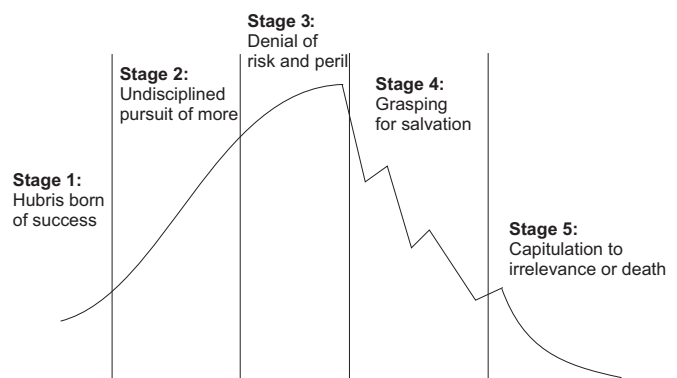 Stage 1:
Hubris born
of success
Stage 2:
Undisciplined
pursuit of more
Stage 3:
Denial of
risk and peril
Stage 4:
Grasping
for salvation
Stage 5:
Capitulation to
irrelevance or death